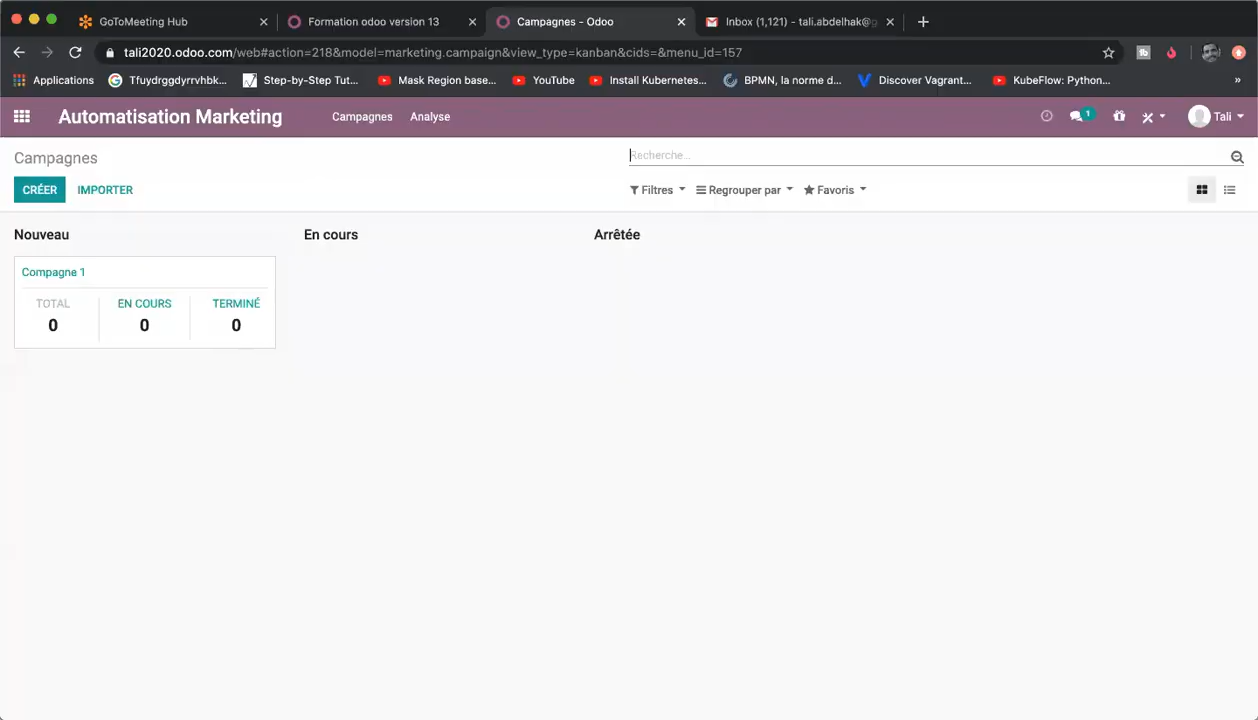 GoToMeeting Hub
Formation odoo version 13
Campagnes - Odoo
Inbox (1,121) - tali.abdelhak@g
tali2020.odoo.com/web#action=218&model=marketing.campaign&view_type=kanban&cids=&menu_id=157
Applications
Tfuydrggdyrrvhbk...
Step-by-Step Tut...
Mask Region base...
YouTube
Install Kubernetes...
BPMN, la norme d...
Discover Vagrant...
KubeFlow: Python...
»
Automatisation Marketing
Campagnes
Analyse
1
Tali
Campagnes
Recherche...
CRÉER
IMPORTER
Filtres
Regrouper par
Favoris
Nouveau
En cours
Arrêtée
Compagne 1
TOTAL
EN COURS
TERMINÉ
0
0
0